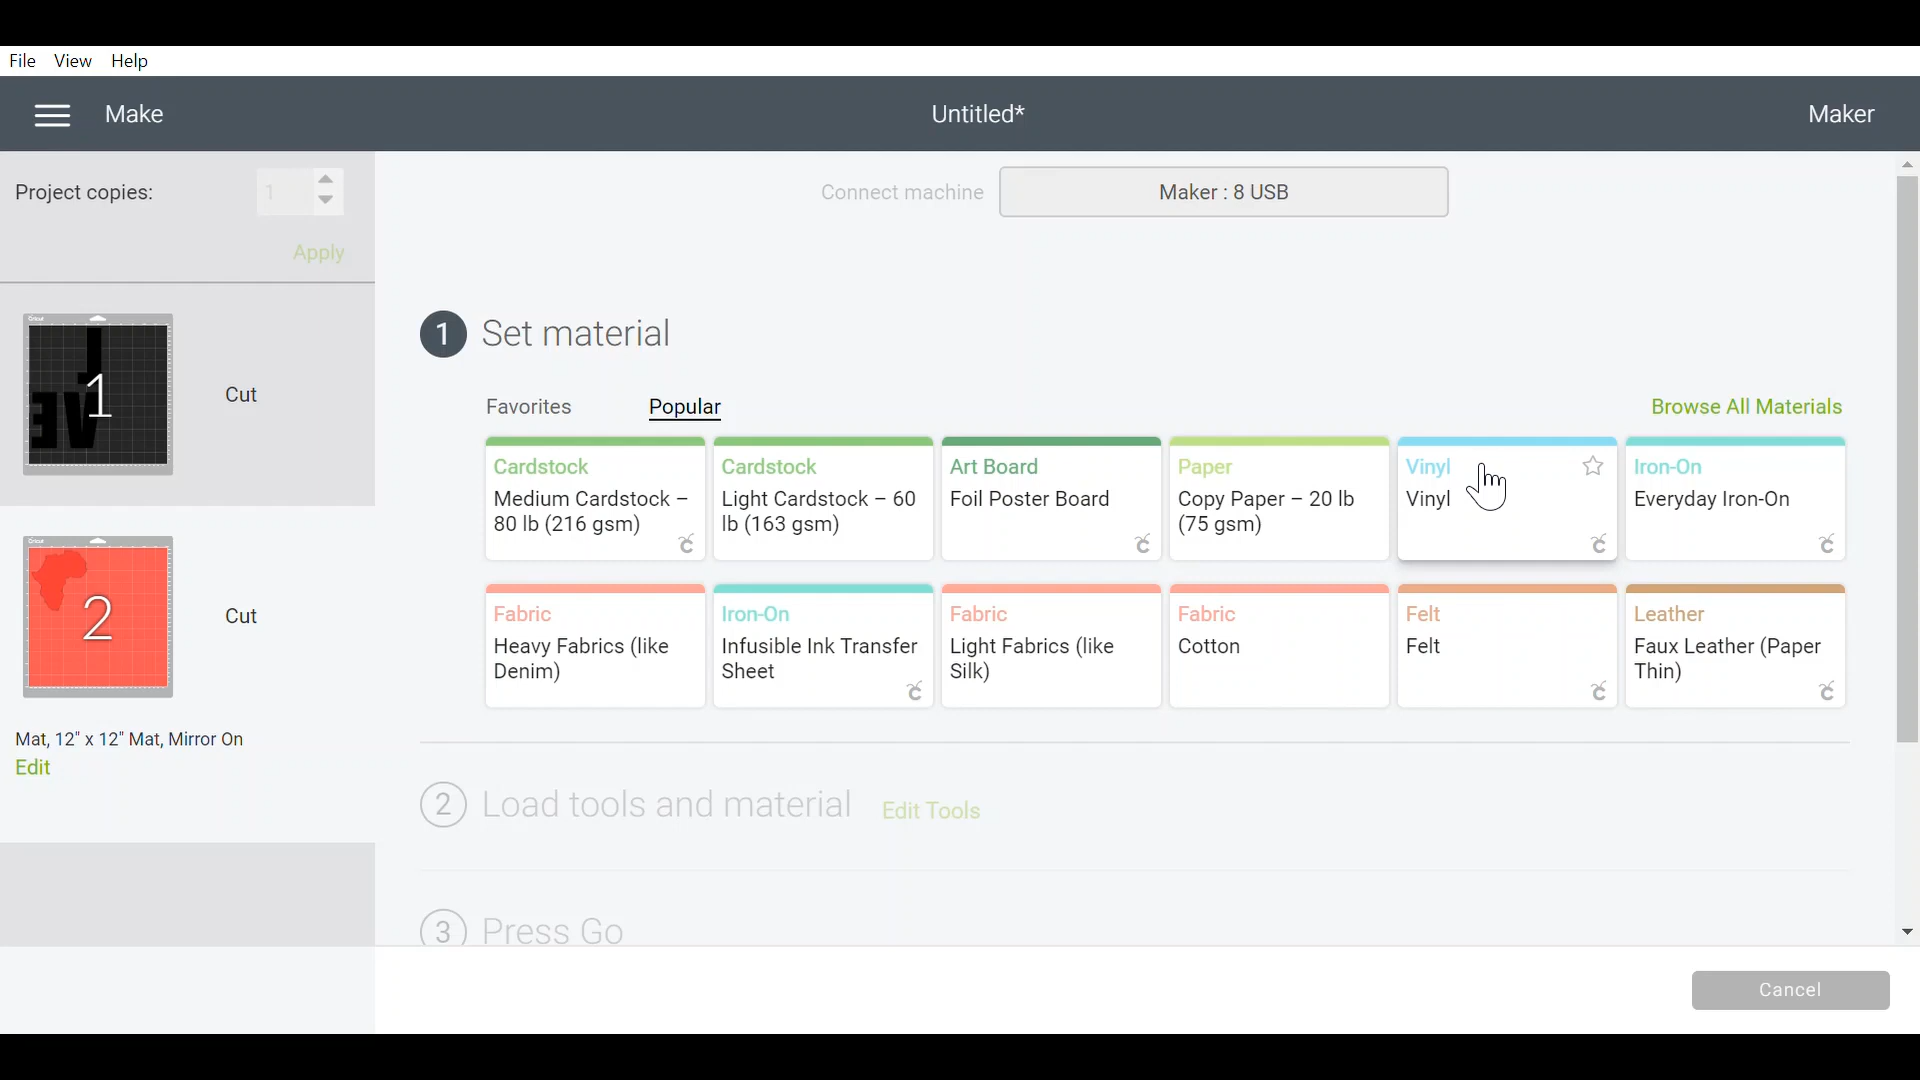 File View Help
Make
Untitled*
Maker
Project copies:
1
Apply
Connect machine
Maker : 8 USB
1
Cut
2
Cut
Mat, 12" x 12" Mat, Mirror On
Edit
1 Set material
Favorites
Popular
Browse All Materials
Cardstock
Medium Cardstock –
80 lb (216 gsm)
Cardstock
Light Cardstock – 60
lb (163 gsm)
Art Board
Foil Poster Board
Paper
Copy Paper – 20 lb
(75 gsm)
Vinyl
Vinyl
Iron-On
Everyday Iron-On
Fabric
Heavy Fabrics (like
Denim)
Iron-On
Infusible Ink Transfer
Sheet
Fabric
Light Fabrics (like
Silk)
Fabric
Cotton
Felt
Felt
Leather
Faux Leather (Paper
Thin)
2 Load tools and material
Edit Tools
3 Press Go
Cancel